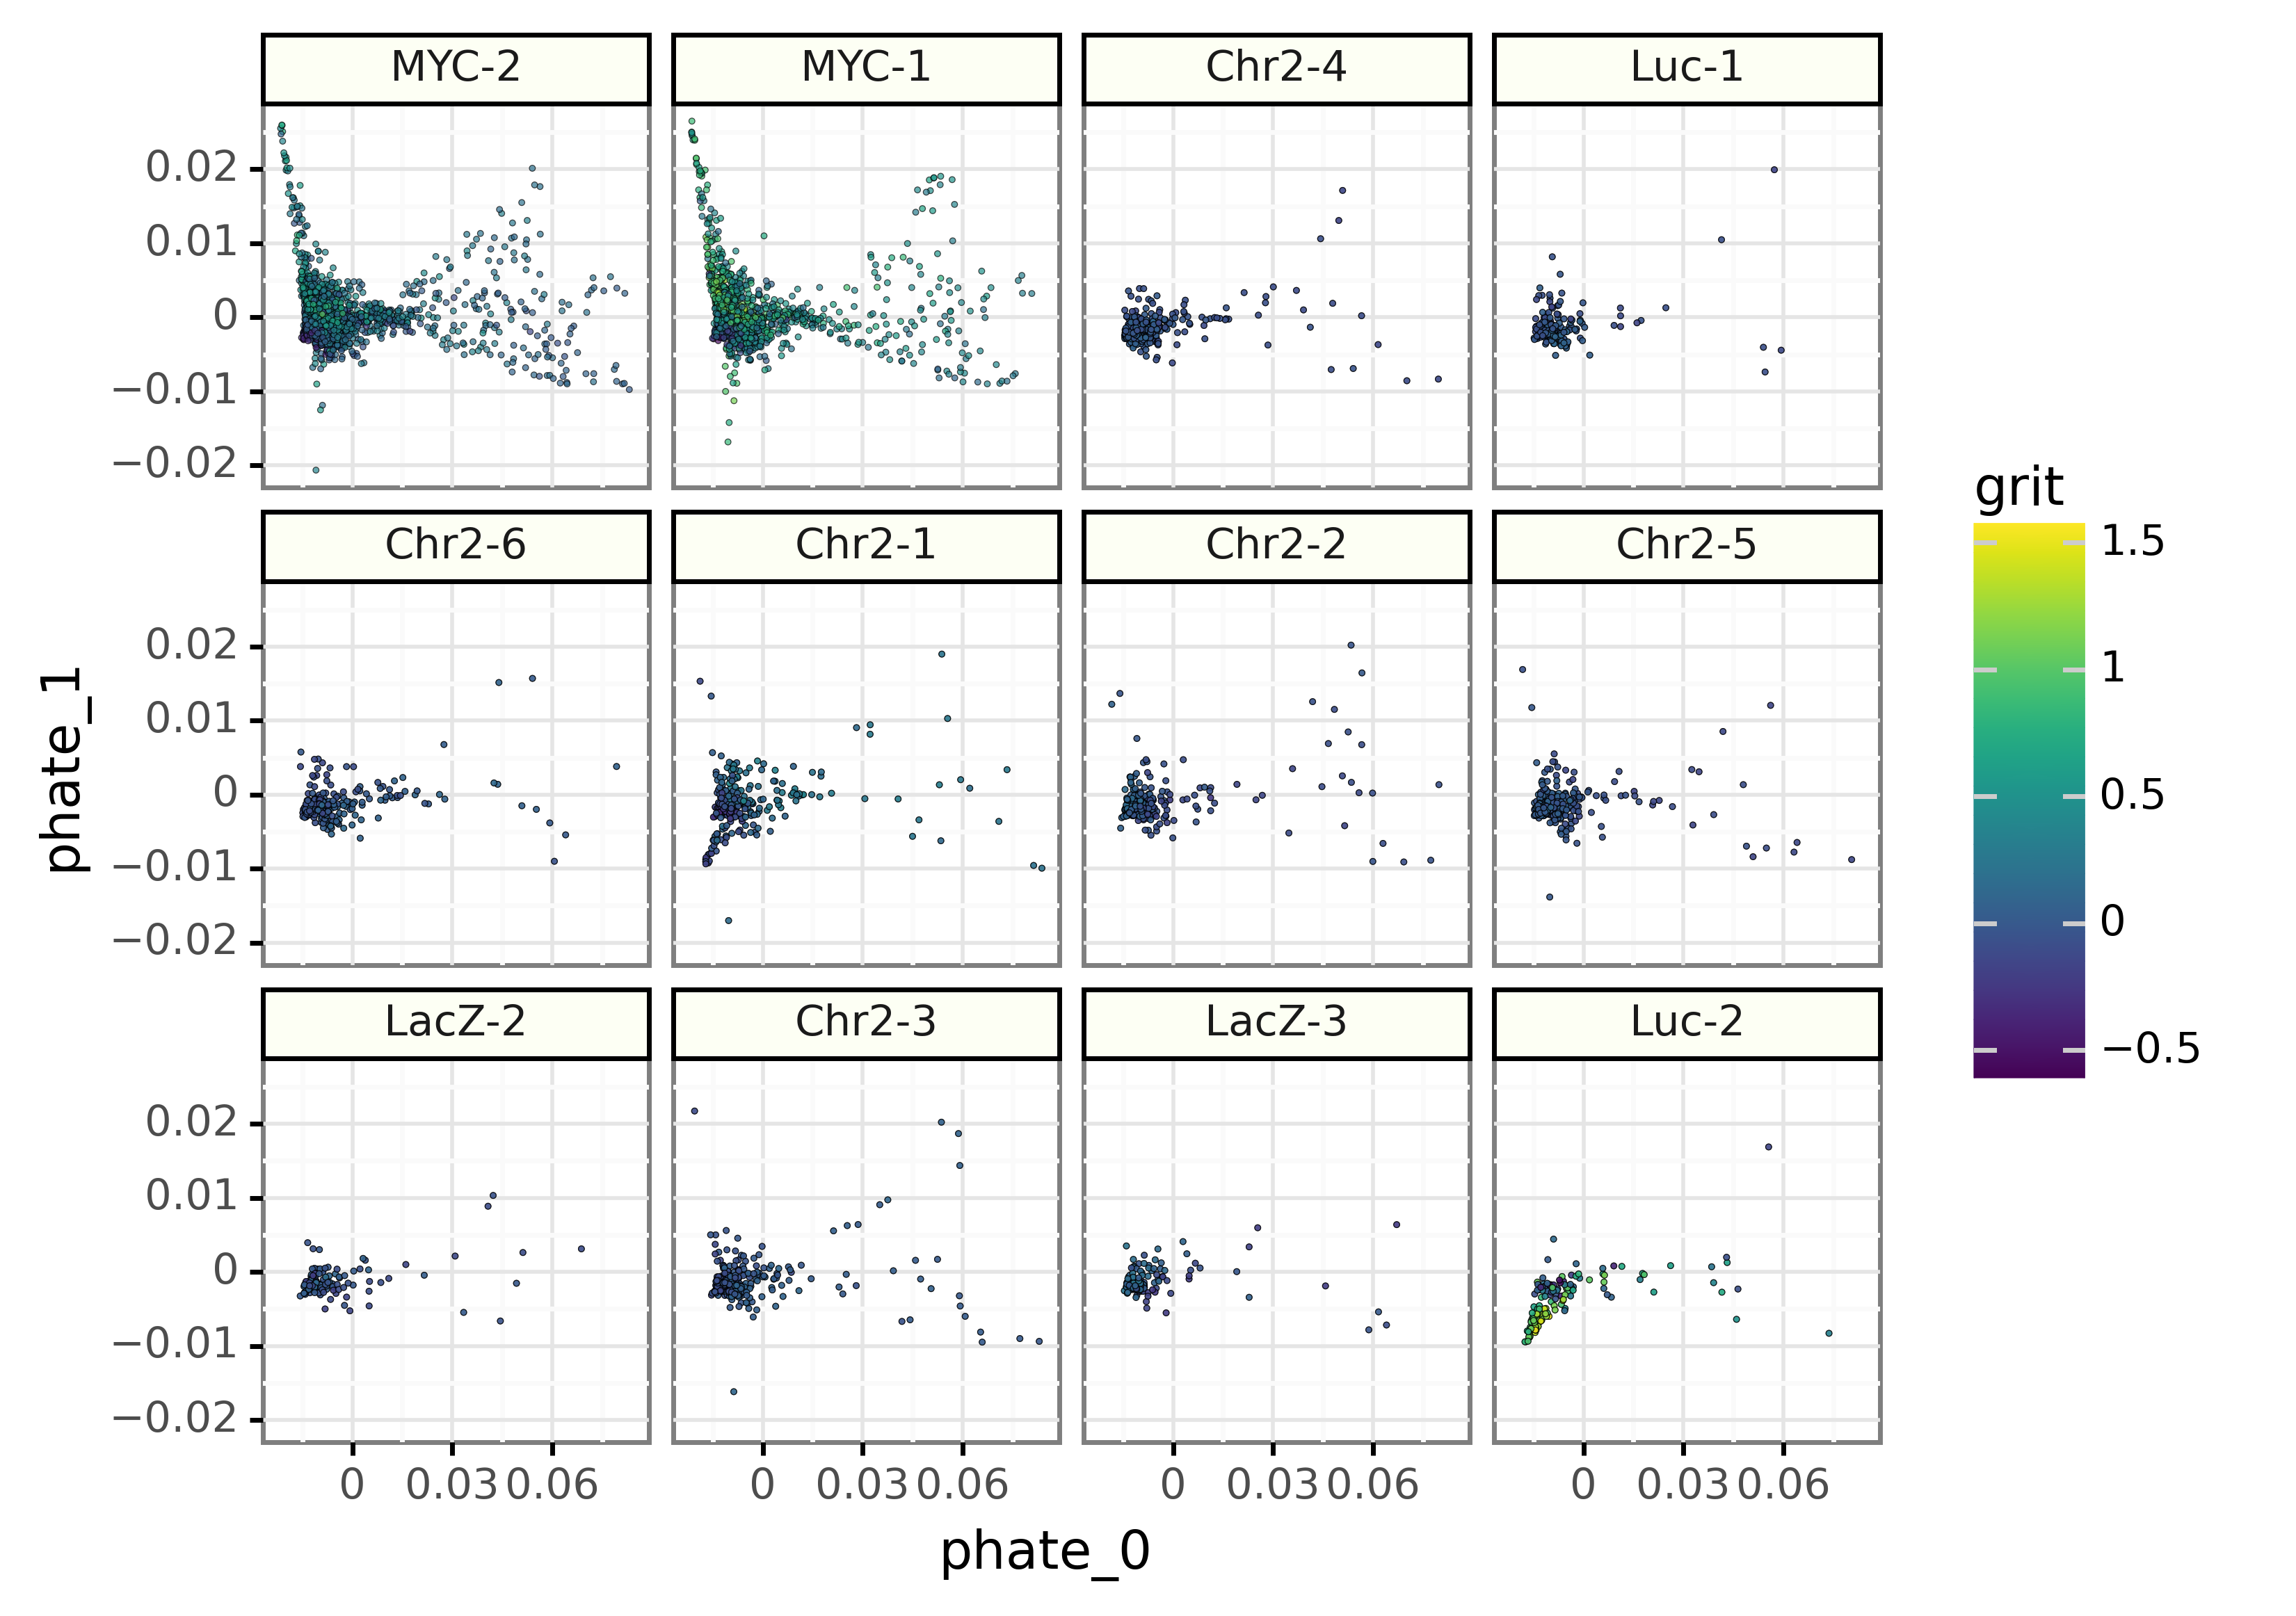 MYC-2 MYC-1 Chr2-4 Luc-1
0.02
0.01
0
−0.01
−0.02
Chr2-6 Chr2-1 Chr2-2 Chr2-5
0.02
0.01
0
−0.01
−0.02
LacZ-2 Chr2-3 LacZ-3 Luc-2
0.02
0.01
0
−0.01
−0.02
0 0.03 0.06 0 0.03 0.06 0 0.03 0.06 0 0.03 0.06
phate_0
phate_1
grit
1.5
1
0.5
0
−0.5